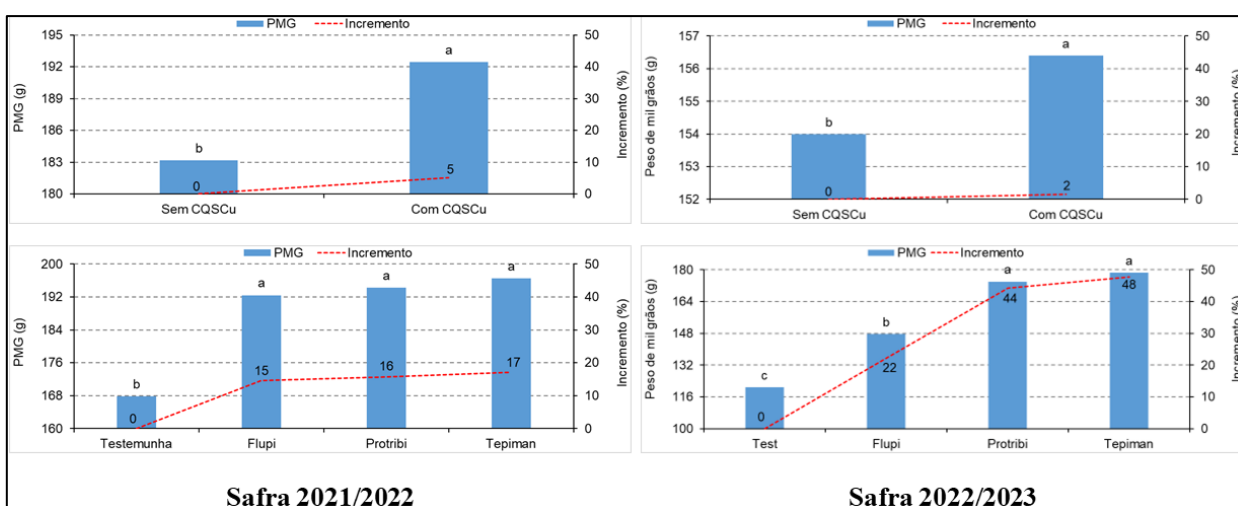 PMG Incremento
195
192
189
186
183
180
PMG (g)
50
40
30
20
10
0
Incremento (%)
b
a
0
5
Sem CQSCu Com CQSCu
PMG Incremento
157
156
155
154
153
152
Peso de mil grãos (g)
50
40
30
20
10
0
Incremento (%)
b
a
0
2
Sem CQSCu Com CQSCu
PMG Incremento
200
192
184
176
168
160
PMG (g)
50
40
30
20
10
0
Incremento (%)
b
a
a
a
0
15
16
17
Testemunha Flupi Protribi Tepiman
PMG Incremento
180
164
148
132
116
100
Peso de mil grãos (g)
50
40
30
20
10
0
Incremento (%)
c
b
a
a
0
22
44
48
Test Flupi Protribi Tepiman
Safra 2021/2022 Safra 2022/2023